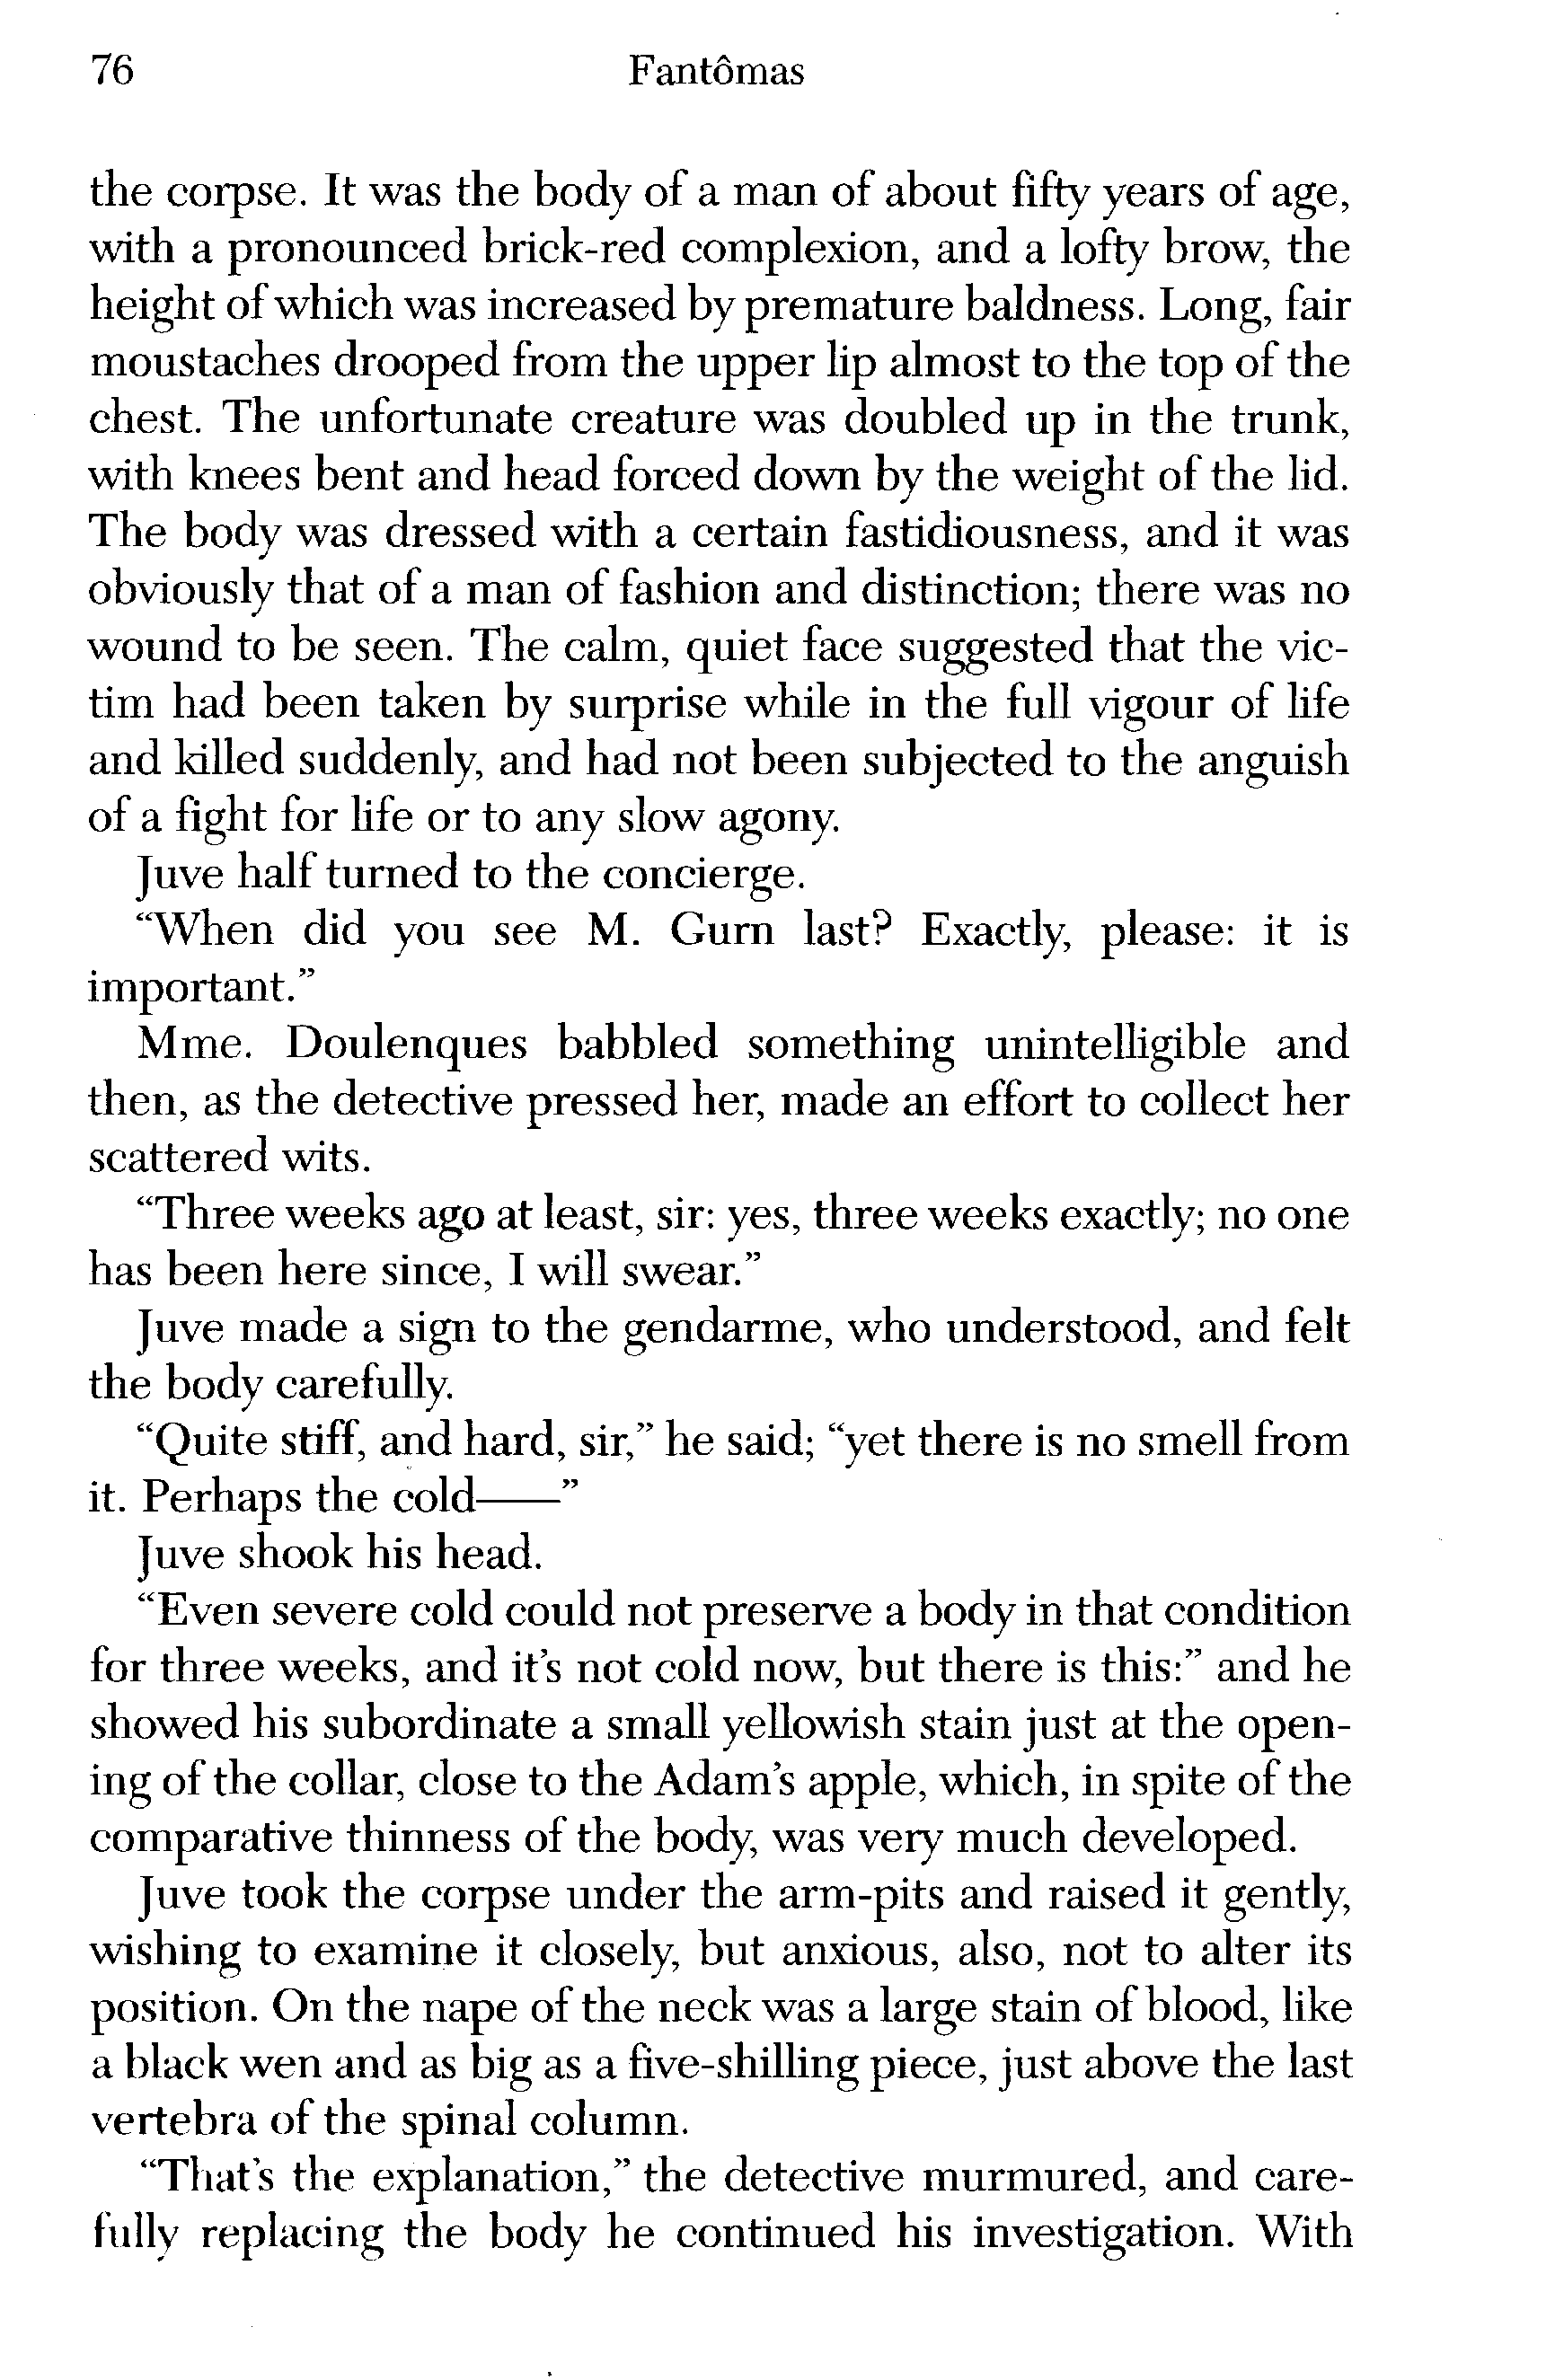 76 Fantômas
the corpse. It was the body of a man of about fifty years of age,
with a pronounced brick-red complexion, and a lofty brow, the
height of which was increased by premature baldness. Long, fair
moustaches drooped from the upper lip almost to the top of the
chest. The unfortunate creature was doubled up in the trunk,
with knees bent and head forced down by the weight of the lid.
The body was dressed with a certain fastidiousness, and it was
obviously that of a man of fashion and distinction; there was no
wound to be seen. The calm, quiet face suggested that the vic-
tim had been taken by surprise while in the full vigour of life
and killed suddenly, and had not been subjected to the anguish
of a fight for life or to any slow agony.
Juve half turned to the concierge.
“When did you see M. Gurn last? Exactly, please: it is
important.”
Mme. Doulenques babbled something unintelligible and
then, as the detective pressed her, made an effort to collect her
scattered wits.
“Three weeks ago at least, sir: yes, three weeks exactly; no one
has been here since, I will swear.”
Juve made a sign to the gendarme, who understood, and felt
the body carefully.
“Quite stiff, and hard, sir,” he said; “yet there is no smell from
it. Perhaps the cold——”
Juve shook his head.
“Even severe cold could not preserve a body in that condition
for three weeks, and it’s not cold now, but there is this:” and he
showed his subordinate a small yellowish stain just at the open-
ing of the collar, close to the Adam’s apple, which, in spite of the
comparative thinness of the body, was very much developed.
Juve took the corpse under the arm-pits and raised it gently,
wishing to examine it closely, but anxious, also, not to alter its
position. On the nape of the neck was a large stain of blood, like
a black wen and as big as a five-shilling piece, just above the last
vertebra of the spinal column.
“That’s the explanation,” the detective murmured, and care-
fully replacing the body he continued his investigation. With